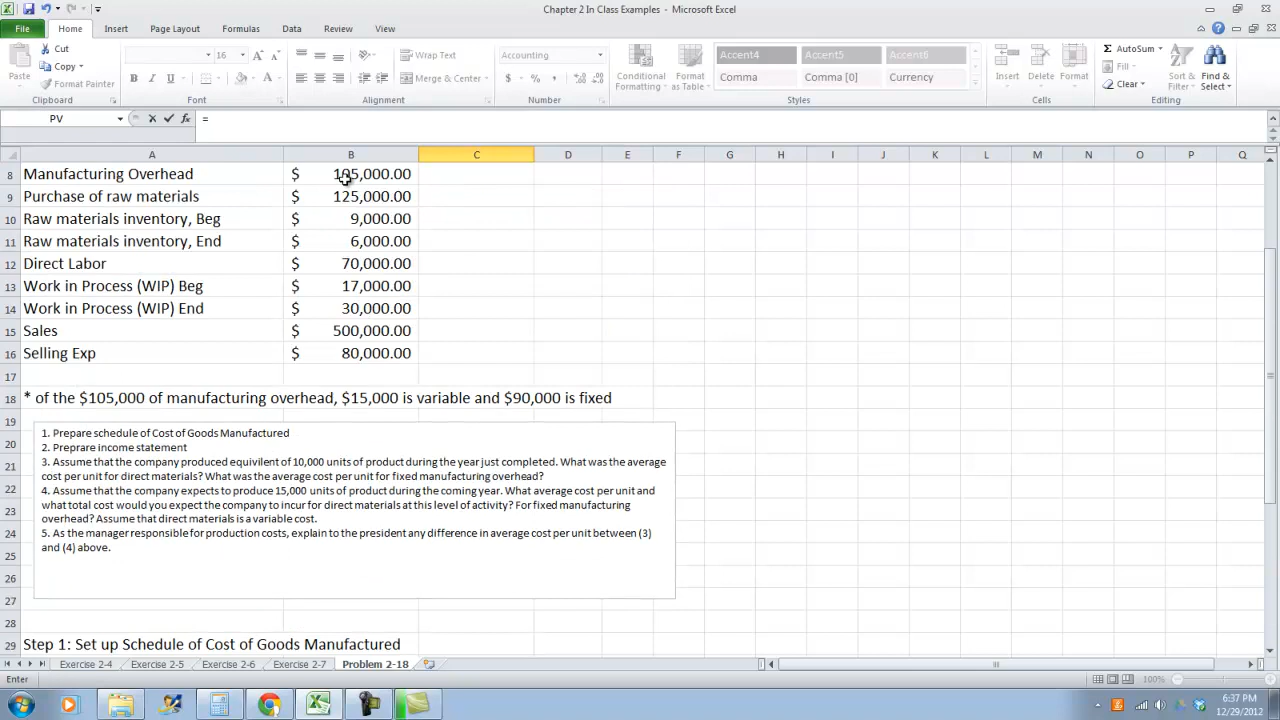 Chapter 2 In Class Examples - Microsoft Excel
File Home Insert Page Layout Formulas Data Review View
Paste Cut Copy Format Painter Clipboard
16 A A B I U Font
Wrap Text Merge & Center Alignment
Accounting $ % , Number
Conditional Formatting Format as Table
Accent4 Accent5 Accent6
Comma Comma [0] Currency
Styles
Insert Delete Format Cells
AutoSum Fill Clear Sort & Filter Find & Select Editing
PV fx =
A B C D E F G H I J K L M N O P Q
8 Manufacturing Overhead $ 105,000.00
9 Purchase of raw materials $ 125,000.00
10 Raw materials inventory, Beg $ 9,000.00
11 Raw materials inventory, End $ 6,000.00
12 Direct Labor $ 70,000.00
13 Work in Process (WIP) Beg $ 17,000.00
14 Work in Process (WIP) End $ 30,000.00
15 Sales $ 500,000.00
16 Selling Exp $ 80,000.00
17
18 * of the $105,000 of manufacturing overhead, $15,000 is variable and $90,000 is fixed
19
20
21
22
23
24
25
26
27
28
1. Prepare schedule of Cost of Goods Manufactured
2. Preprare income statement
3. Assume that the company produced equivilent of 10,000 units of product during the year just completed. What was the average
cost per unit for direct materials? What was the average cost per unit for fixed manufacturing overhead?
4. Assume that the company expects to produce 15,000 units of product during the coming year. What average cost per unit and
what total cost would you expect the company to incur for direct materials at this level of activity? For fixed manufacturing
overhead? Assume that direct materials is a variable cost.
5. As the manager responsible for production costs, explain to the president any difference in average cost per unit between (3)
and (4) above.
29 Step 1: Set up Schedule of Cost of Goods Manufactured
Exercise 2-4 Exercise 2-5 Exercise 2-6 Exercise 2-7 Problem 2-18
Enter 100%
6:37 PM
12/29/2012